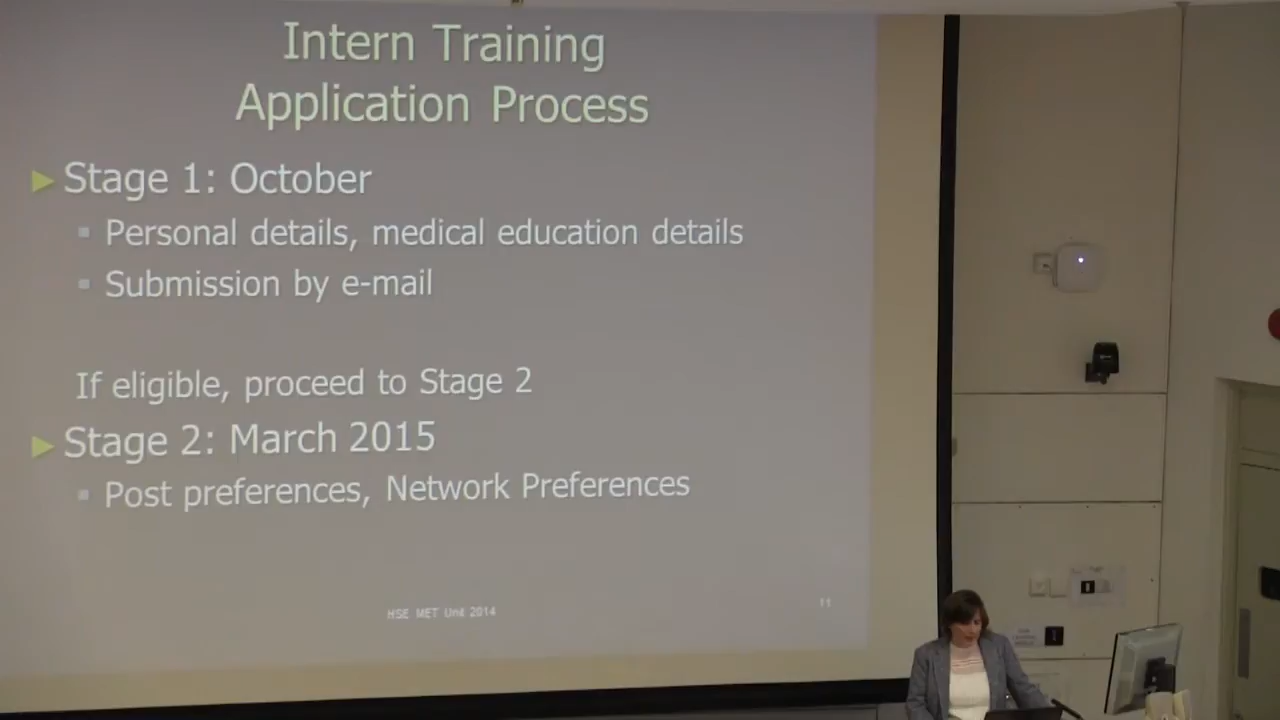 Intern Training
Application Process
Stage 1: October
Personal details, medical education details
Submission by e-mail
If eligible, proceed to Stage 2
Stage 2: March 2015
Post preferences, Network Preferences
HSE MET Unit 2014
11